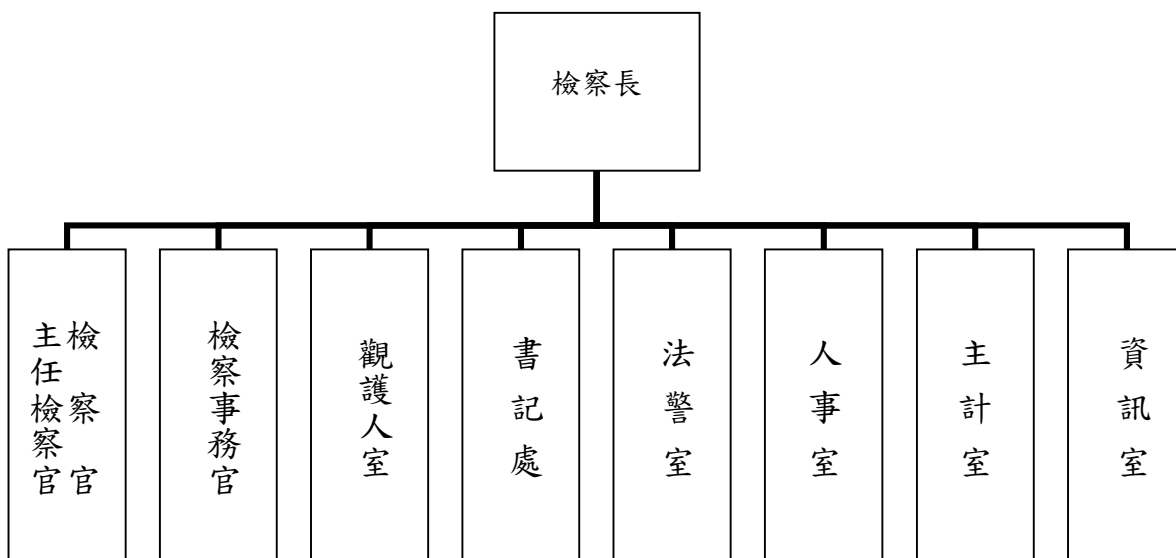 檢察長
主任檢察官
檢察官
檢察事務官
觀護人室
書記處
法警室
人事室
主計室
資訊室